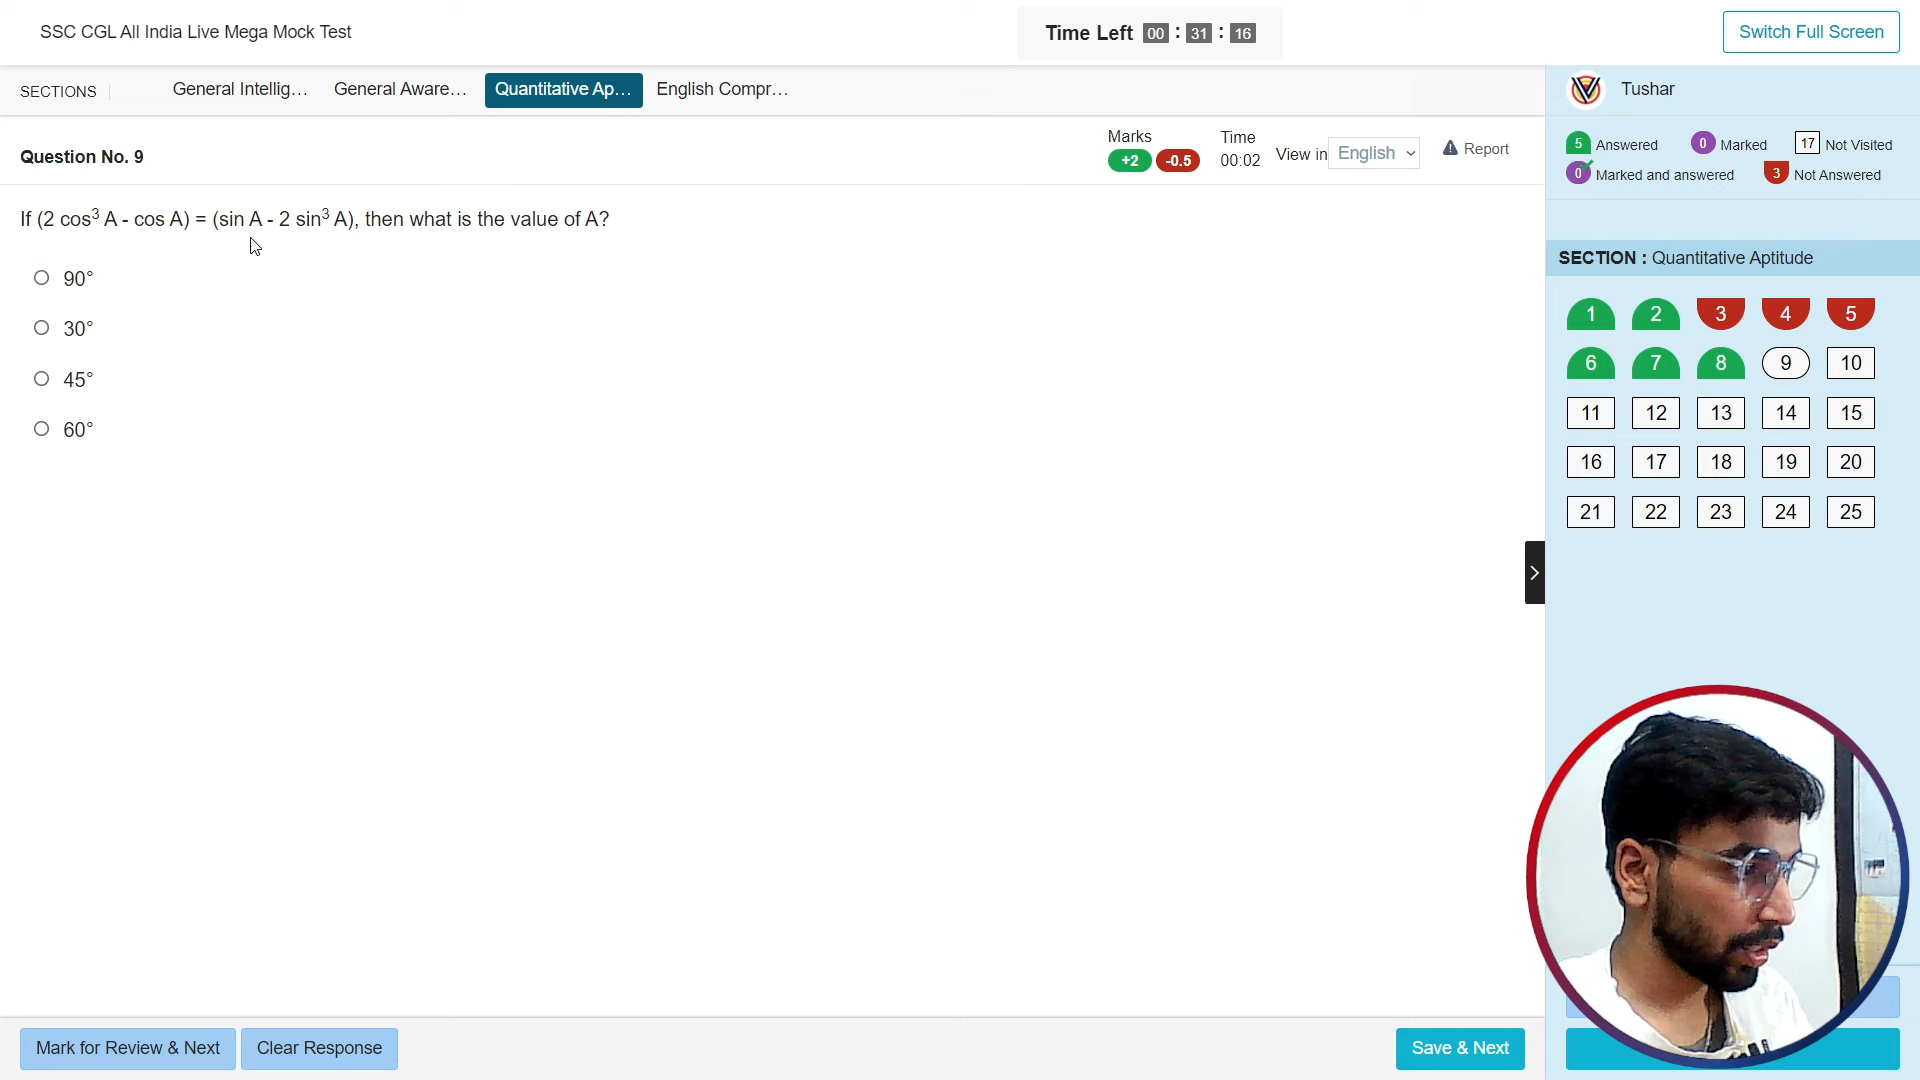 SSC CGL All India Live Mega Mock Test
Time Left 00 : 31 : 16
Switch Full Screen
SECTIONS
General Intellig...
General Aware...
Quantitative Ap...
English Compr...
Tushar
Question No. 9
Marks
+2 -0.5
Time
00:02
View in English
Report
5 Answered
0 Marked
17 Not Visited
0 Marked and answered
3 Not Answered
If (2 cos³ A - cos A) = (sin A - 2 sin³ A), then what is the value of A?
90°
30°
45°
60°
SECTION : Quantitative Aptitude
1 2 3 4 5
6 7 8 9 10
11 12 13 14 15
16 17 18 19 20
21 22 23 24 25
Mark for Review & Next
Clear Response
Save & Next